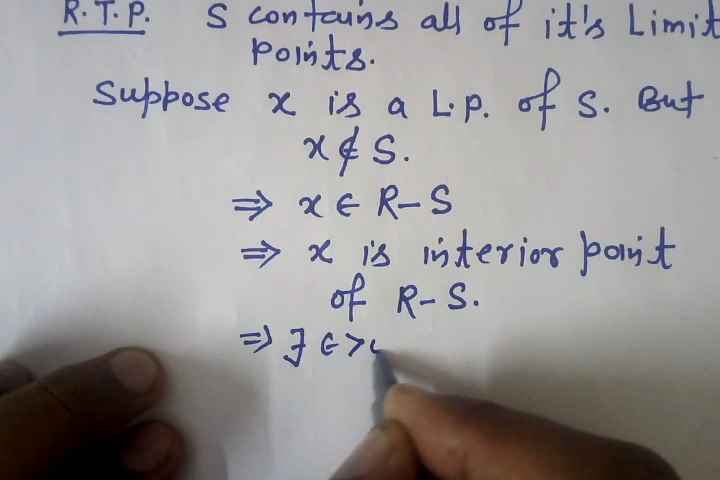 R.T.P. S contains all of it's Limit
Points.
Suppose x is a L.P. of S. But
x ∉ S.
⇒ x ∈ R-S
⇒ x is interior point
of R-S.
⇒ ∃ ∈ >